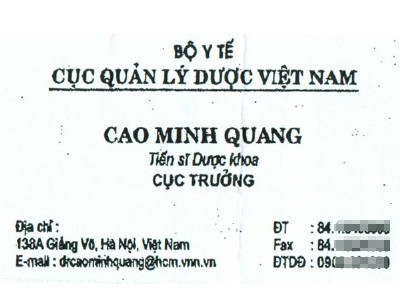 BỘ Y TẾ
CỤC QUẢN LÝ DƯỢC VIỆT NAM
CAO MINH QUANG
Tiến sĩ Dược khoa
CỤC TRƯỞNG
Địa chỉ :
138A Giảng Võ, Hà Nội, Việt Nam
E-mail : drcaominhquang@hcm.vnn.vn
ĐT : 84.
Fax : 84.
ĐTDĐ : 090